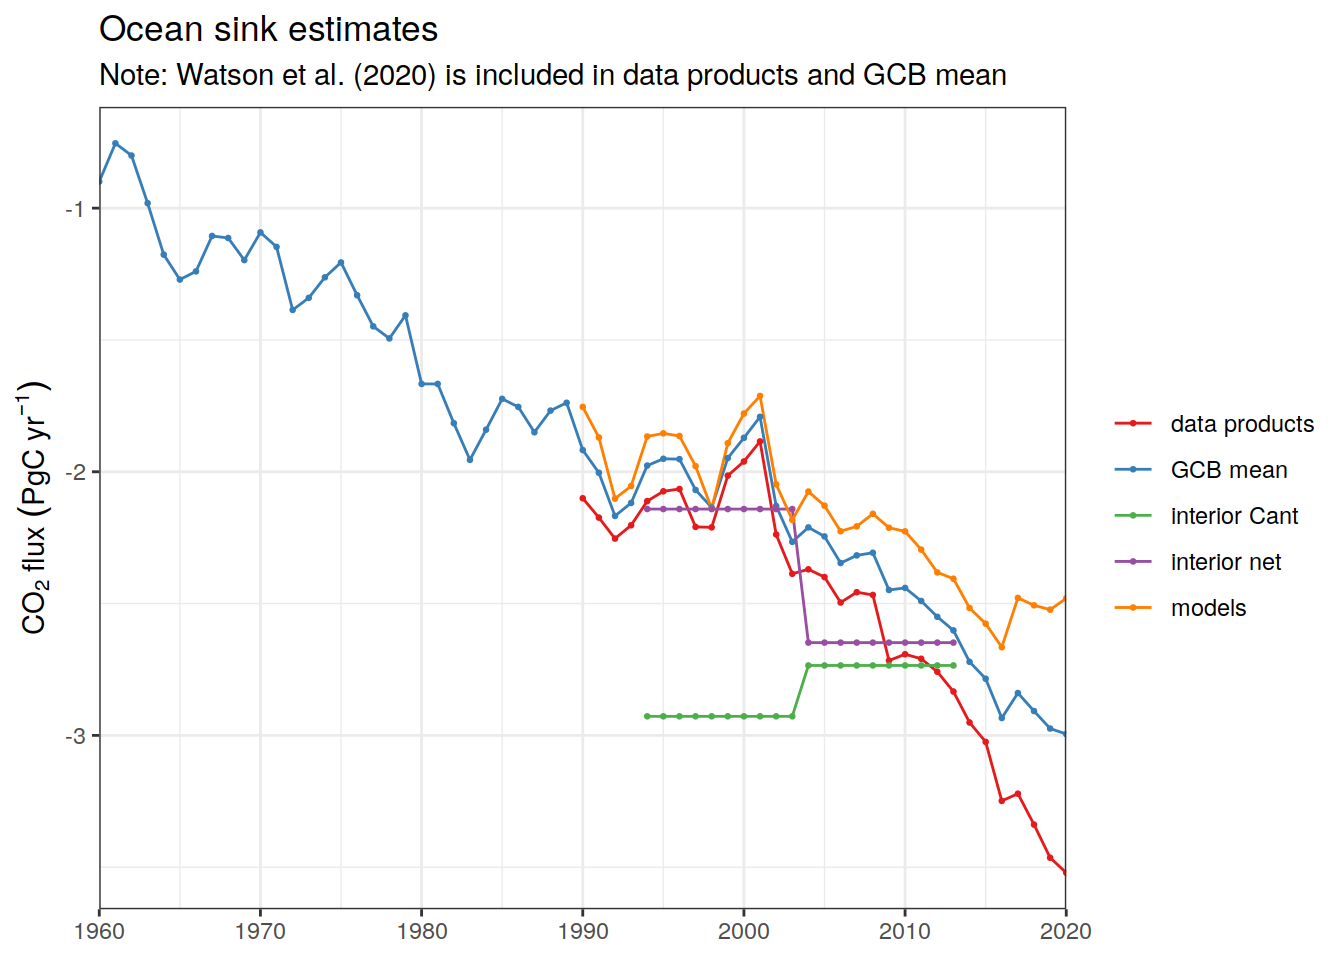 Ocean sink estimates
Note: Watson et al. (2020) is included in data products and GCB mean
CO₂ flux (PgC yr⁻¹)
-1
-2
-3
1960 1970 1980 1990 2000 2010 2020
data products
GCB mean
interior Cant
interior net
models